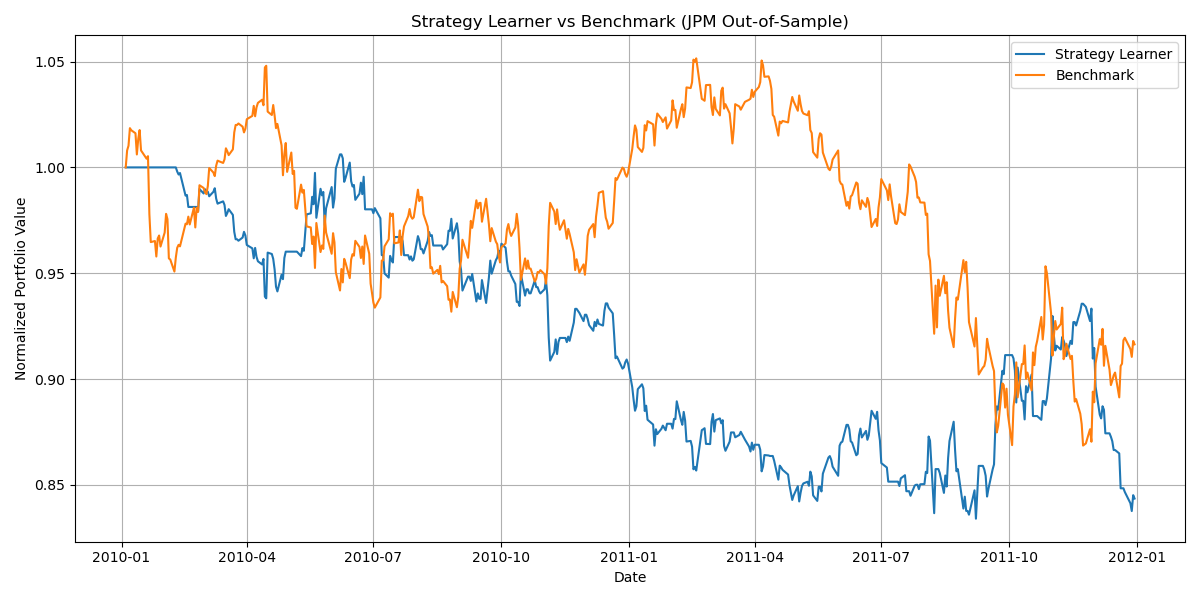 Strategy Learner vs Benchmark (JPM Out-of-Sample)
Strategy Learner
Benchmark
Normalized Portfolio Value
1.05
1.00
0.95
0.90
0.85
2010-01 2010-04 2010-07 2010-10 2011-01 2011-04 2011-07 2011-10 2012-01
Date